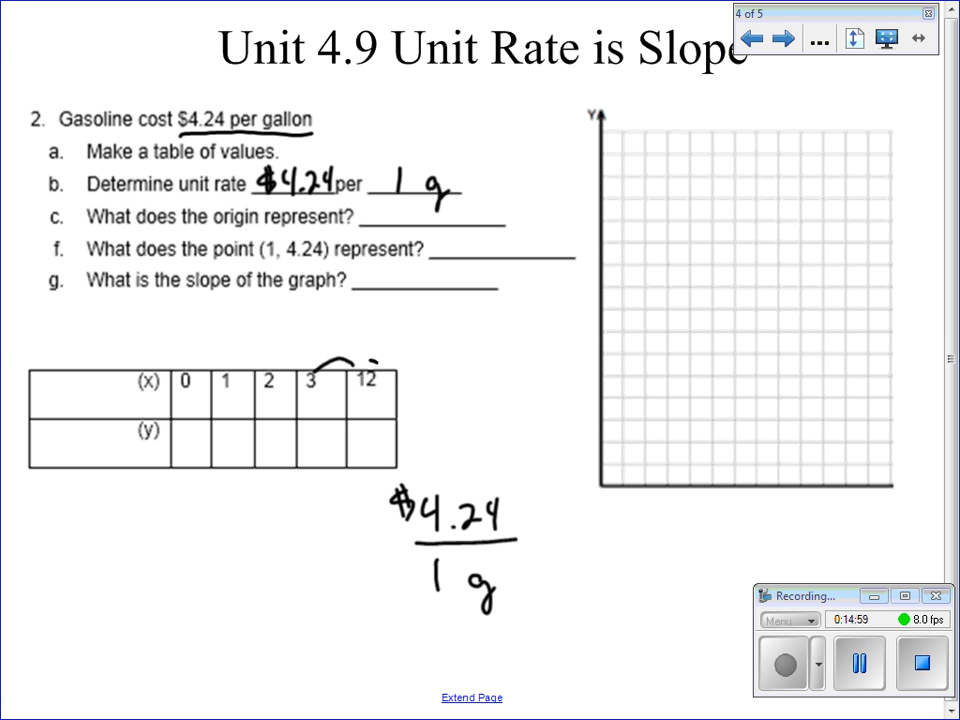 4 of 5
Unit 4.9 Unit Rate is Slope
2. Gasoline cost $4.24 per gallon
a. Make a table of values.
b. Determine unit rate $4.24 per 1 g
c. What does the origin represent?
f. What does the point (1, 4.24) represent?
g. What is the slope of the graph?
Y
(x) 0 1 2 3 12
(y)
$4.24
1 g
Recording...
Menu 0:14:59 8.0 fps
Extend Page